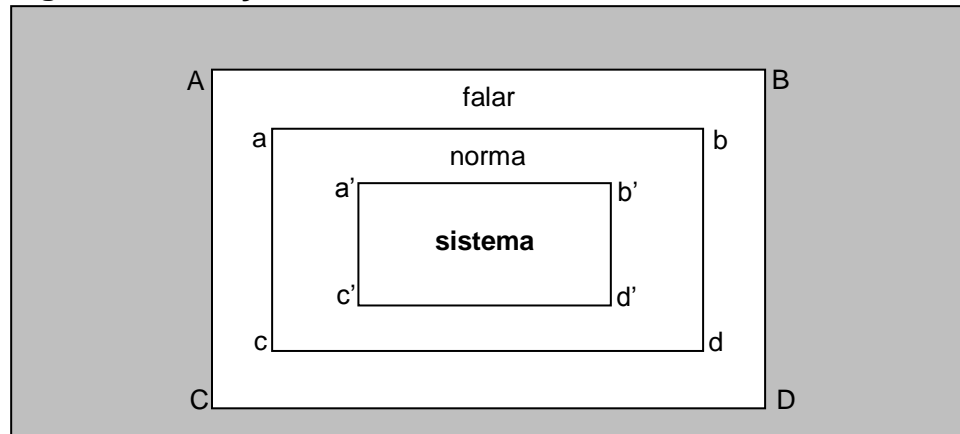 A B
falar
a b
norma
a’ b’
sistema
c’ d’
c d
C D